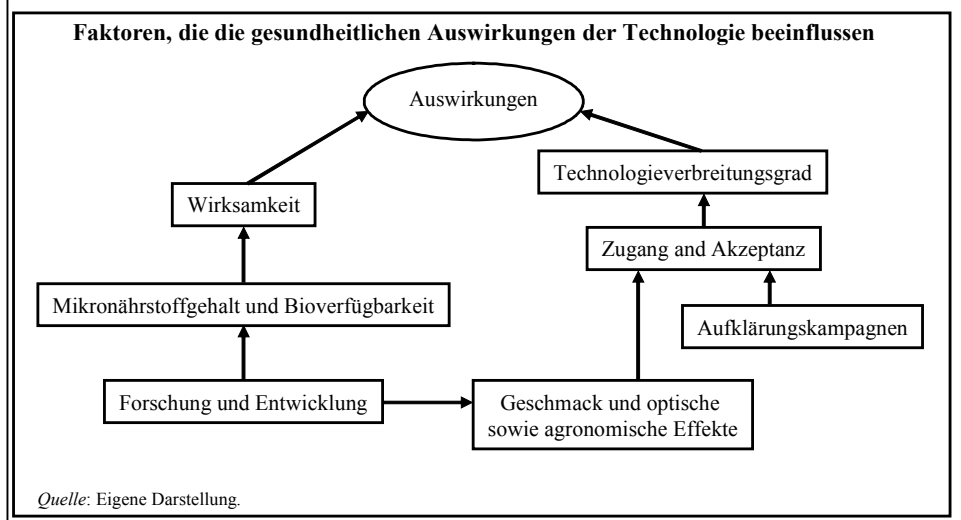 Faktoren, die die gesundheitlichen Auswirkungen der Technologie beeinflussen
Auswirkungen
Technologieverbreitungsgrad
Wirksamkeit
Zugang and Akzeptanz
Mikronährstoffgehalt und Bioverfügbarkeit
Aufklärungskampagnen
Forschung und Entwicklung
Geschmack und optische
sowie agronomische Effekte
Quelle: Eigene Darstellung.